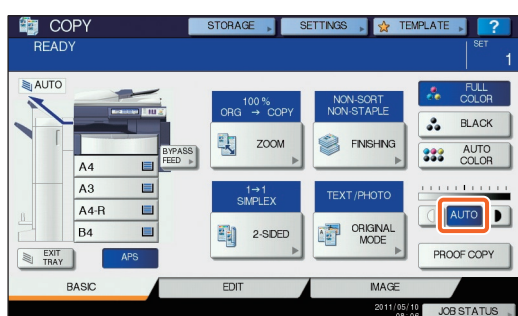 COPY
STORAGE
SETTINGS
TEMPLATE
?
READY
SET
1
AUTO
100 %
ORG → COPY
ZOOM
NON-SORT
NON-STAPLE
FINISHING
FULL
COLOR
BLACK
AUTO
COLOR
BYPASS
FEED
A4
A3
A4-R
B4
1→1
SIMPLEX
2-SIDED
TEXT/PHOTO
ORIGINAL
MODE
AUTO
EXIT
TRAY
APS
PROOF COPY
BASIC
EDIT
IMAGE
2011/05/10
08:06
JOB STATUS